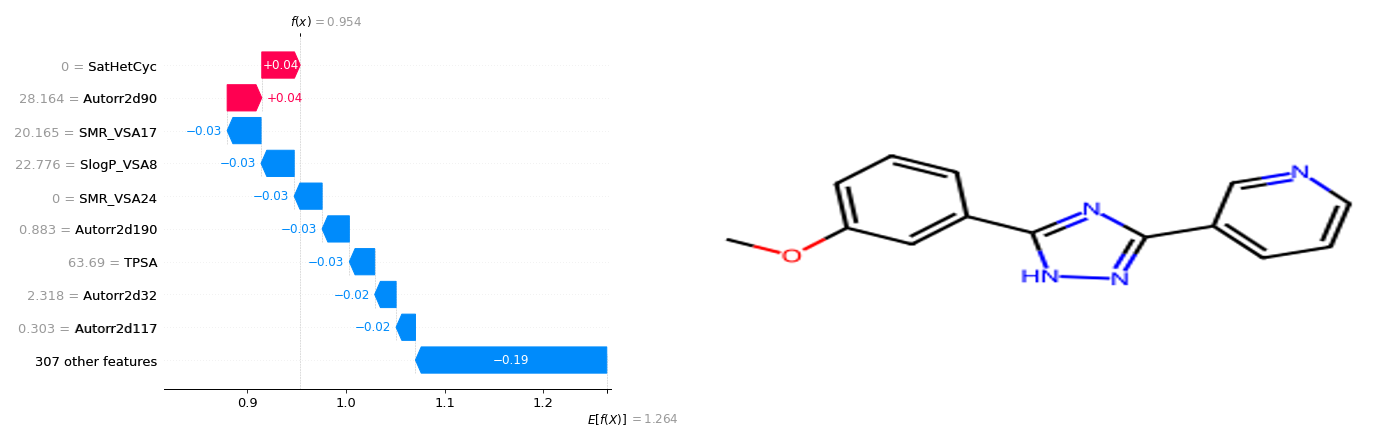 f(x) = 0.954
0 = SatHetCyc
+0.04
28.164 = Autorr2d90
+0.04
20.165 = SMR_VSA17
−0.03
22.776 = SlogP_VSA8
−0.03
0 = SMR_VSA24
−0.03
0.883 = Autorr2d190
−0.03
63.69 = TPSA
−0.03
2.318 = Autorr2d32
−0.02
0.303 = Autorr2d117
−0.02
307 other features
−0.19
0.9 1.0 1.1 1.2
E[f(X)] = 1.264
N
N
O
HN
N